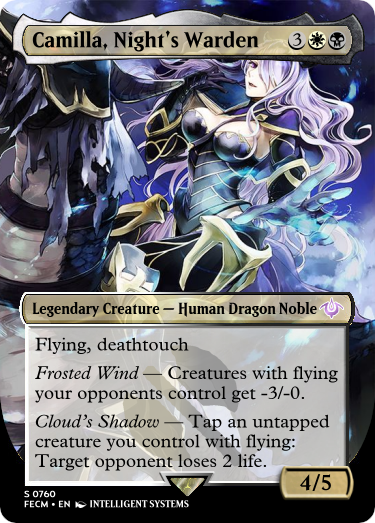 Camilla, Night's Warden 3
Legendary Creature — Human Dragon Noble
Flying, deathtouch
Frosted Wind — Creatures with flying
your opponents control get -3/-0.
Cloud's Shadow — Tap an untapped
creature you control with flying:
Target opponent loses 2 life.
4/5
S 0760
FECM • EN INTELLIGENT SYSTEMS